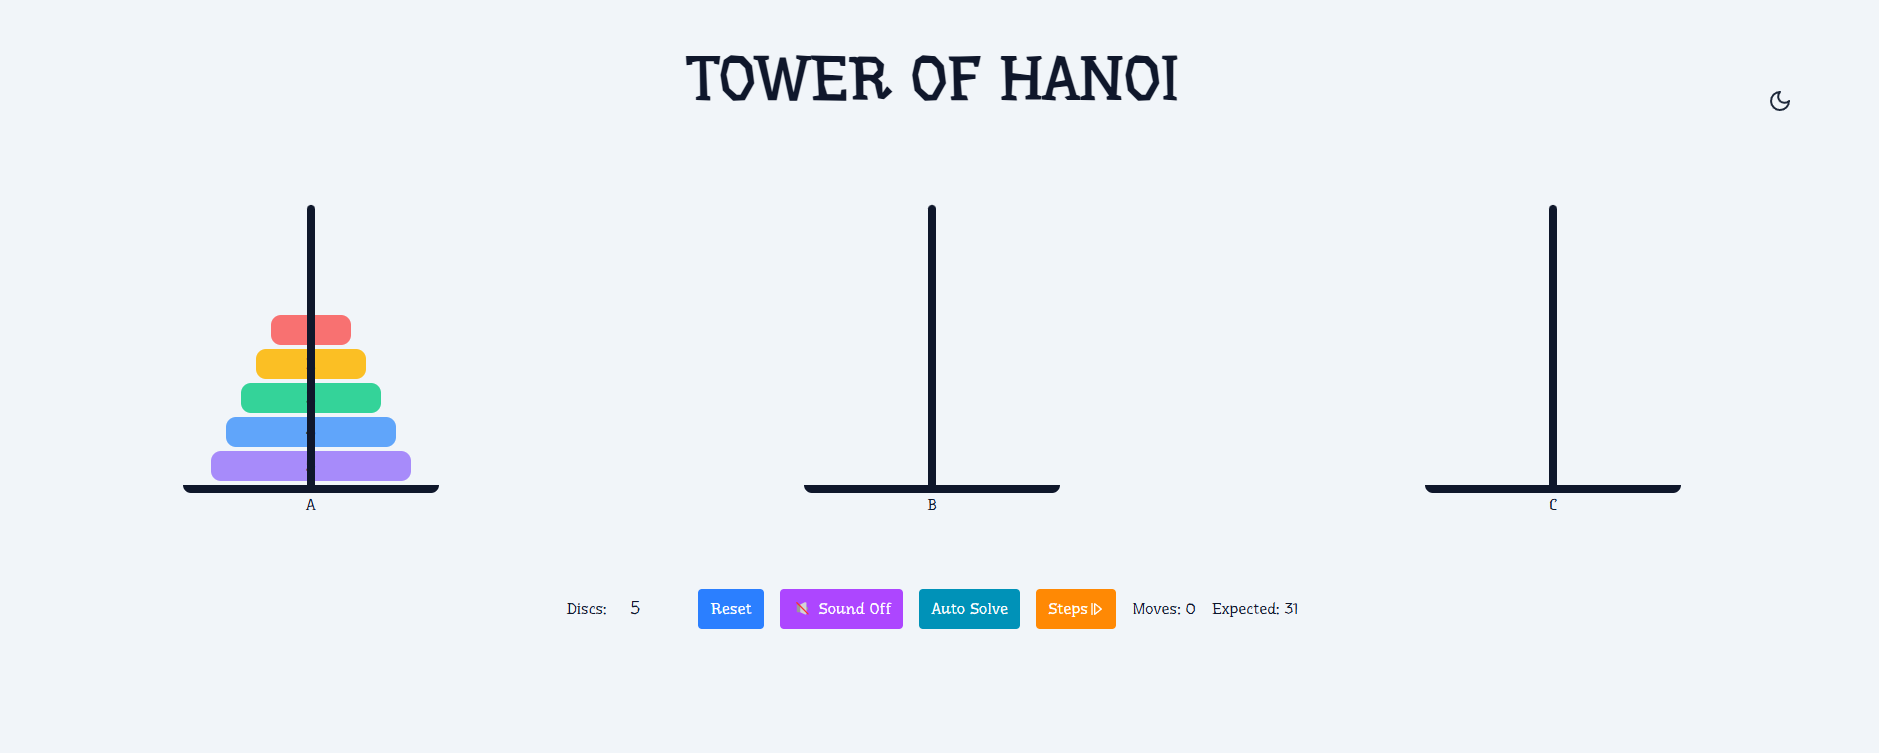 TOWER OF HANOI
A
B
C
Discs: 5 Reset Sound Off Auto Solve Steps Moves: 0 Expected: 31